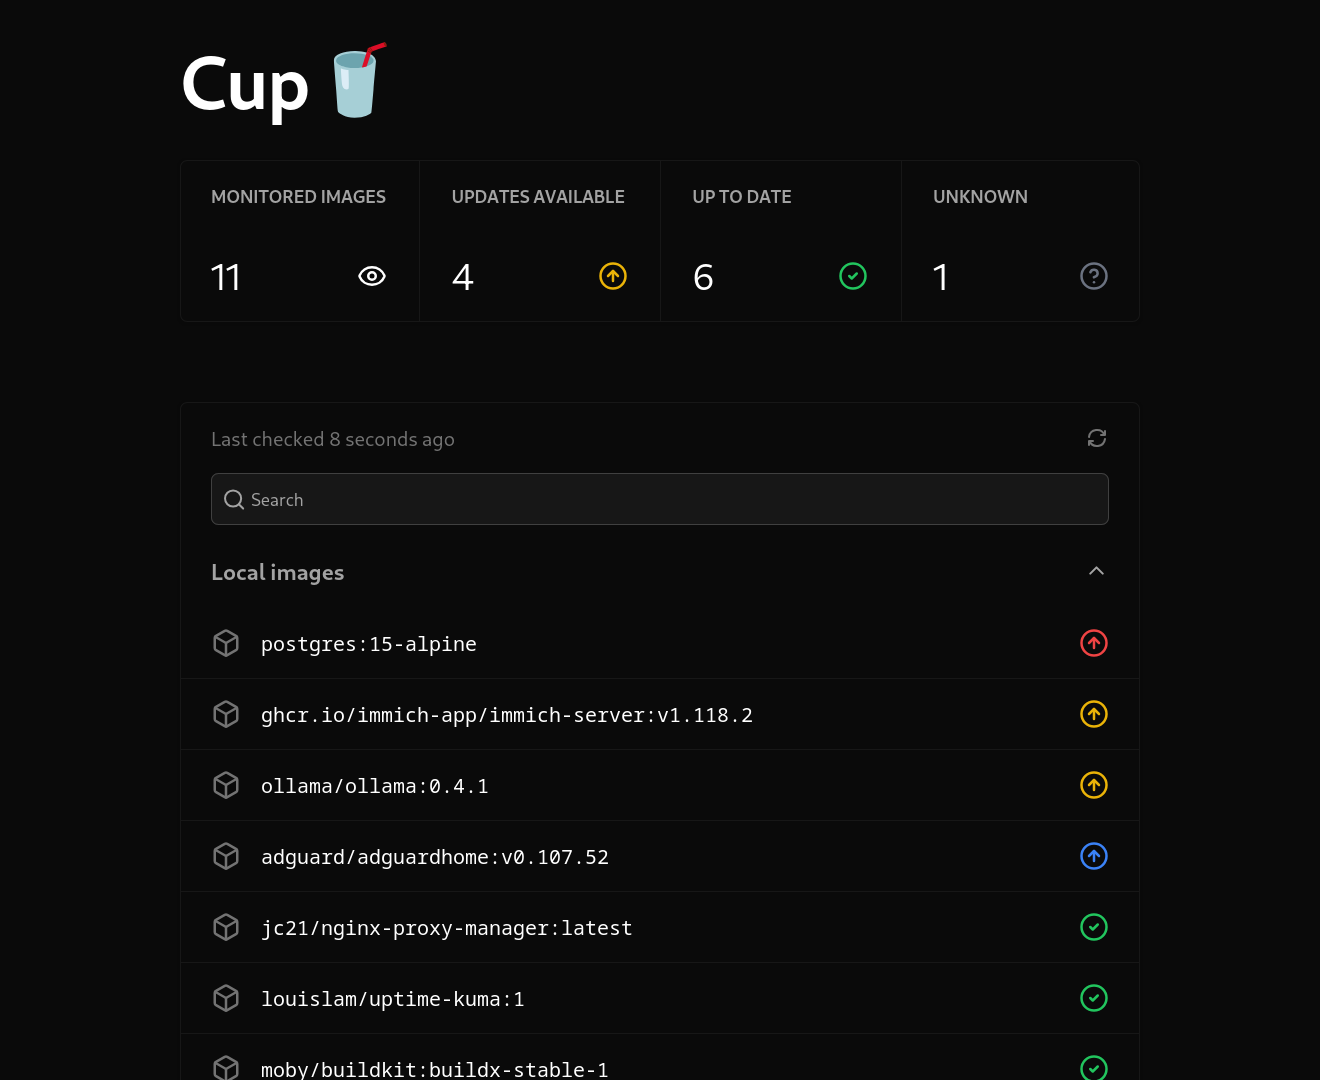 Cup
MONITORED IMAGES
11
UPDATES AVAILABLE
4
UP TO DATE
6
UNKNOWN
1
Last checked 8 seconds ago
Search
Local images
postgres:15-alpine
ghcr.io/immich-app/immich-server:v1.118.2
ollama/ollama:0.4.1
adguard/adguardhome:v0.107.52
jc21/nginx-proxy-manager:latest
louislam/uptime-kuma:1
moby/buildkit:buildx-stable-1